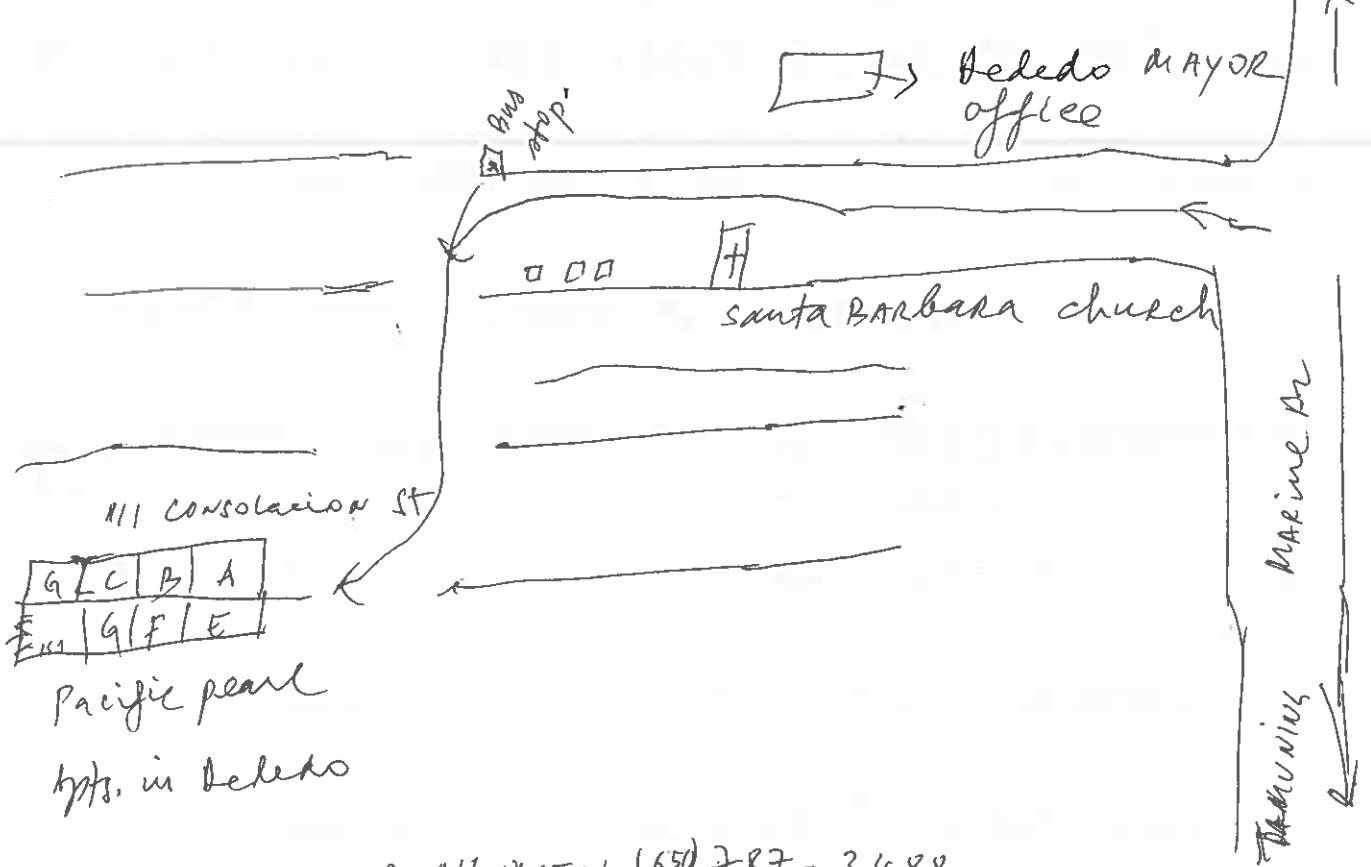 Dededo MAYOR
office
Bus
stop
Santa BARbara church
Marine Dr
111 Consolacion St
G C B A
G F E
Pacific pearl
Apts. in Dededo
TAMUNING